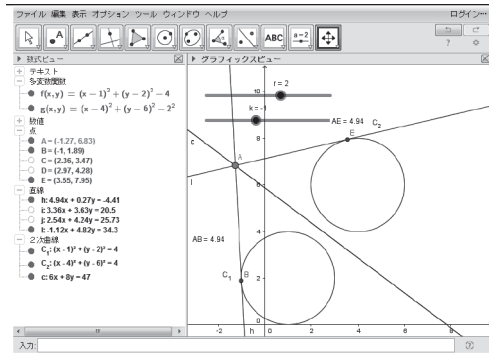 ファイル 編集 表示 オプション ツール ウィンドウ ヘルプ
ログイン…
A
ABC
a=2
数式ビュー
グラフィックスビュー
テキスト
多変数関数
f(x,y) = (x − 1)² + (y − 2)² − 4
g(x,y) = (x − 4)² + (y − 6)² − 2²
数値
点
A = (-1.27, 6.83)
B = (-1, 1.89)
C = (2.36, 3.47)
D = (2.97, 4.28)
E = (3.55, 7.95)
直線
h: 4.94x + 0.27y = -4.41
i: 3.36x + 3.63y = 20.5
j: 2.54x + 4.24y = 25.73
l: -1.12x + 4.82y = 34.3
2次曲線
C₁: (x - 1)² + (y - 2)² = 4
C₂: (x - 4)² + (y - 6)² = 4
c: 6x + 8y = 47
r = 2
k = -1
10
8
6
4
2
0
-2
0
2
4
6
8
AE = 4.94
C₂
E
c
A
l
AB = 4.94
C₁
B
h
入力: